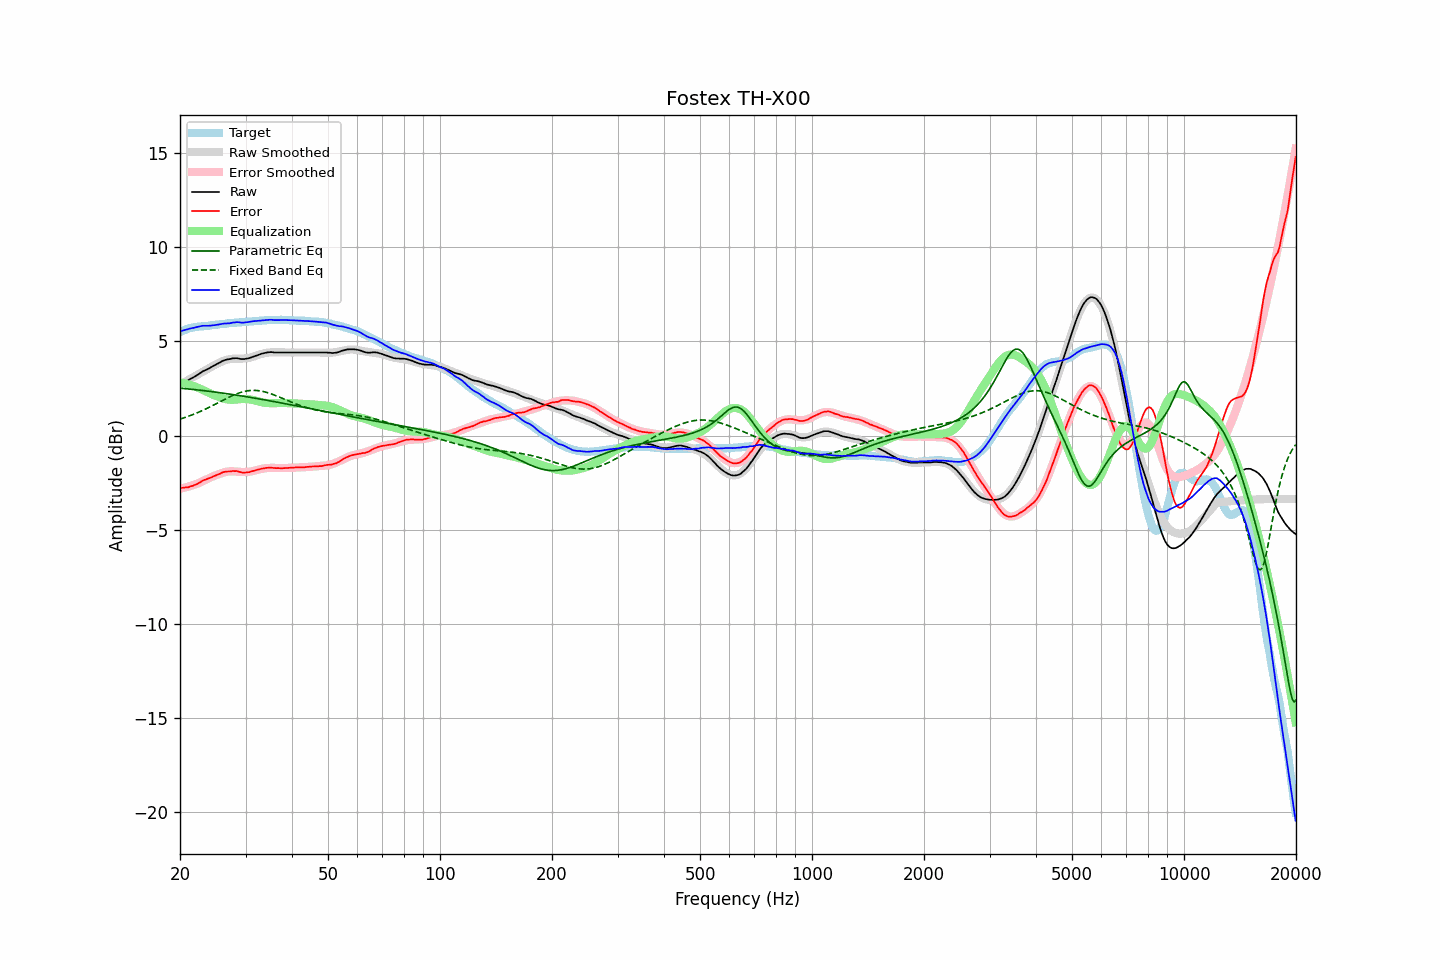 Fostex TH-X00
Target
Raw Smoothed
Error Smoothed
Raw
Error
Equalization
Parametric Eq
Fixed Band Eq
Equalized
Amplitude (dBr)
15
10
5
0
−5
−10
−15
−20
20 50 100 200 500 1000 2000 5000 10000 20000
Frequency (Hz)